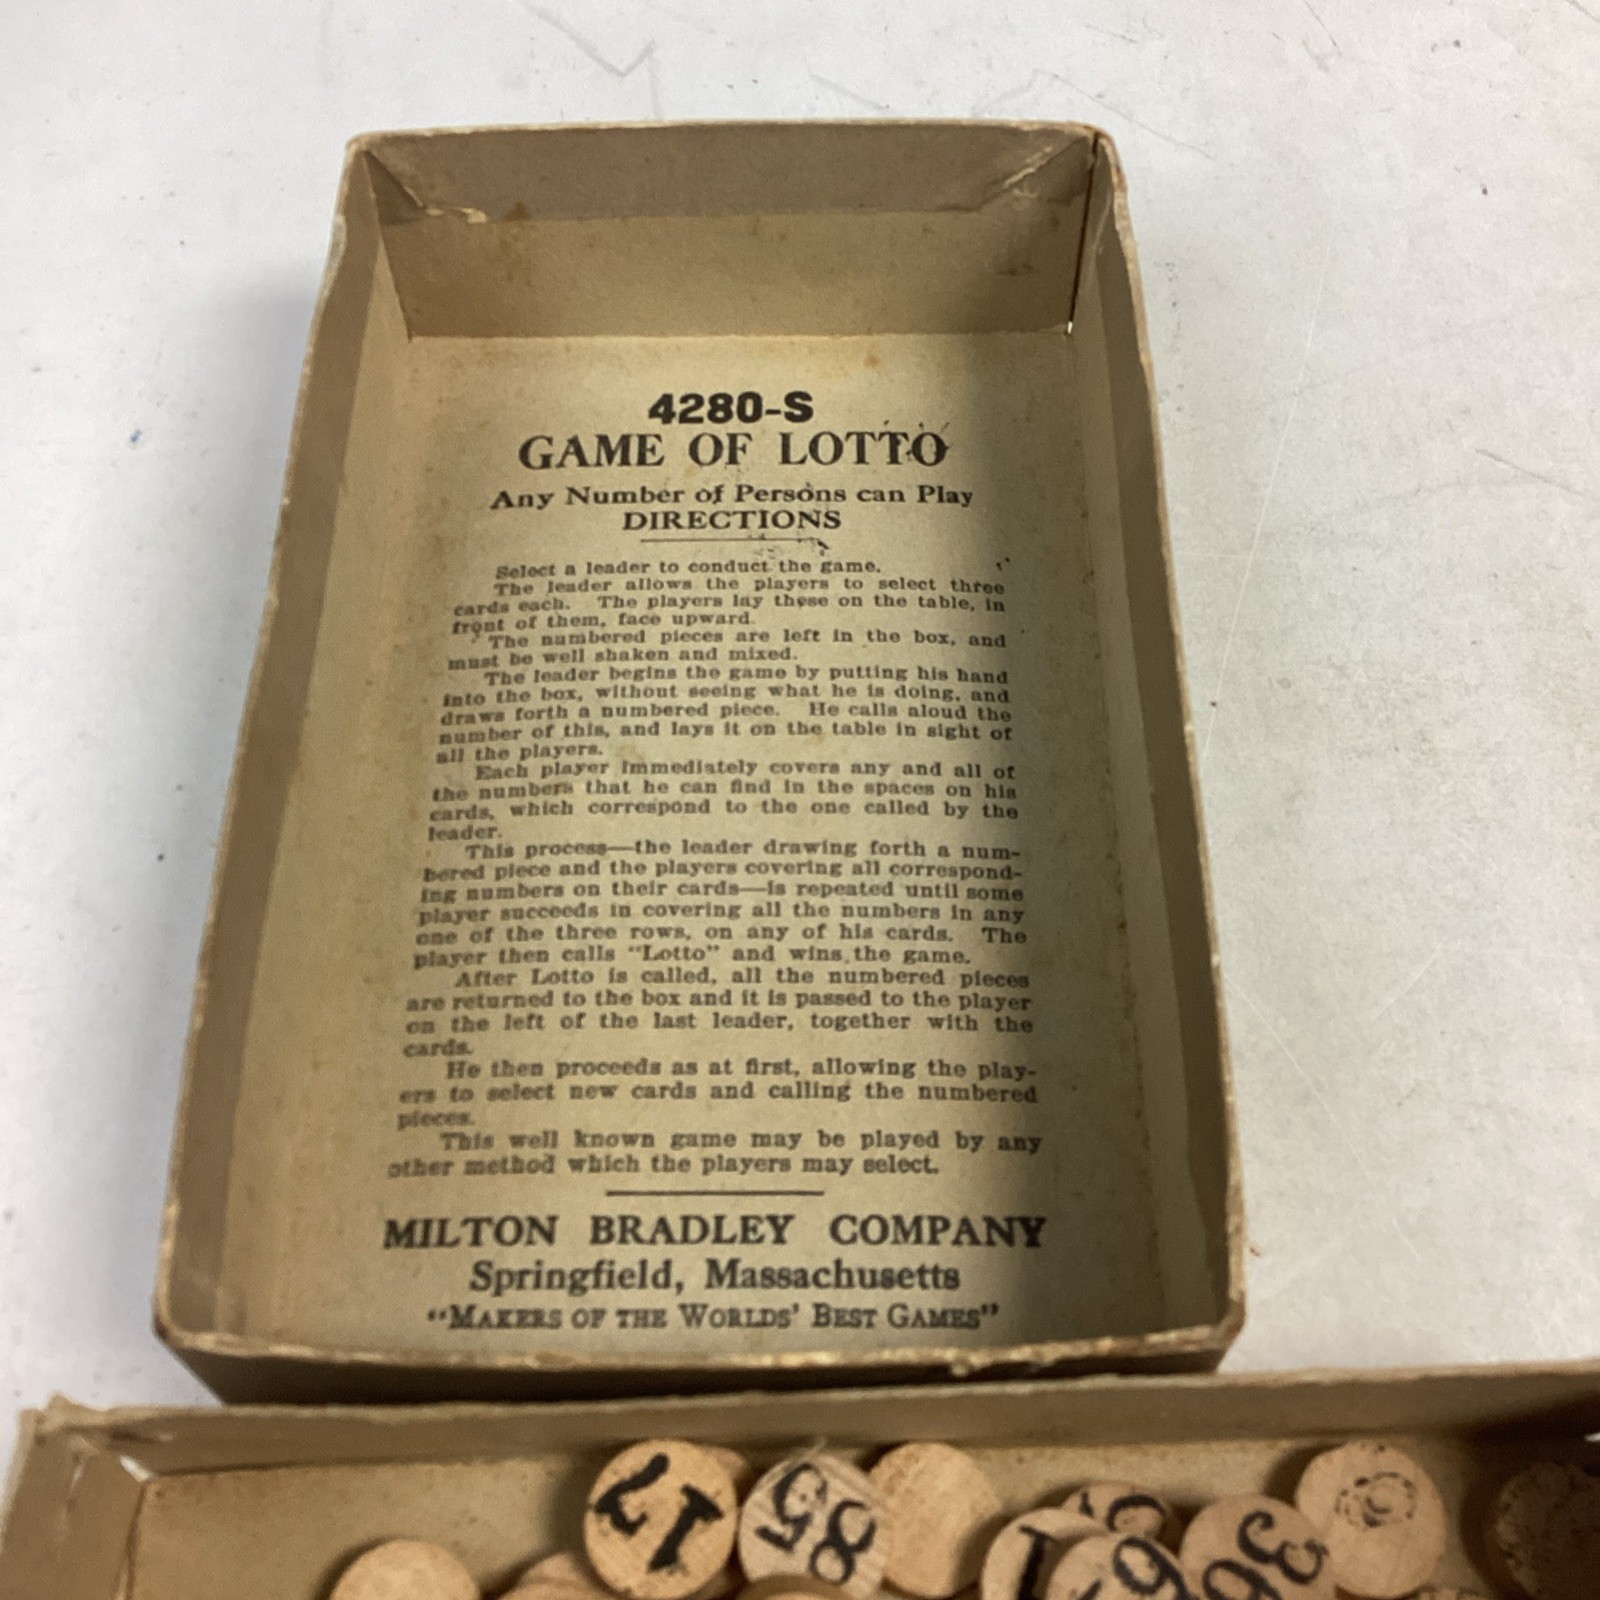 4280-S
GAME OF LOTTO
Any Number of Persons can Play
DIRECTIONS
Select a leader to conduct the game.
The leader allows the players to select three
cards each. The players lay these on the table, in
front of them, face upward.
The numbered pieces are left in the box, and
must be well shaken and mixed.
The leader begins the game by putting his hand
into the box, without seeing what he is doing, and
draws forth a numbered piece. He calls aloud the
number of this, and lays it on the table in sight of
all the players.
Each player immediately covers any and all of
the numbers that he can find in the spaces on his
cards, which correspond to the one called by the
leader.
This process—the leader drawing forth a num-
bered piece and the players covering all correspond-
ing numbers on their cards—is repeated until some
player succeeds in covering all the numbers in any
one of the three rows, on any of his cards. The
player then calls "Lotto" and wins the game.
After Lotto is called, all the numbered pieces
are returned to the box and it is passed to the player
on the left of the last leader, together with the
cards.
He then proceeds as at first, allowing the play-
ers to select new cards and calling the numbered
pieces.
This well known game may be played by any
other method which the players may select.
MILTON BRADLEY COMPANY
Springfield, Massachusetts
"MAKERS OF THE WORLDS' BEST GAMES"
17
85
36